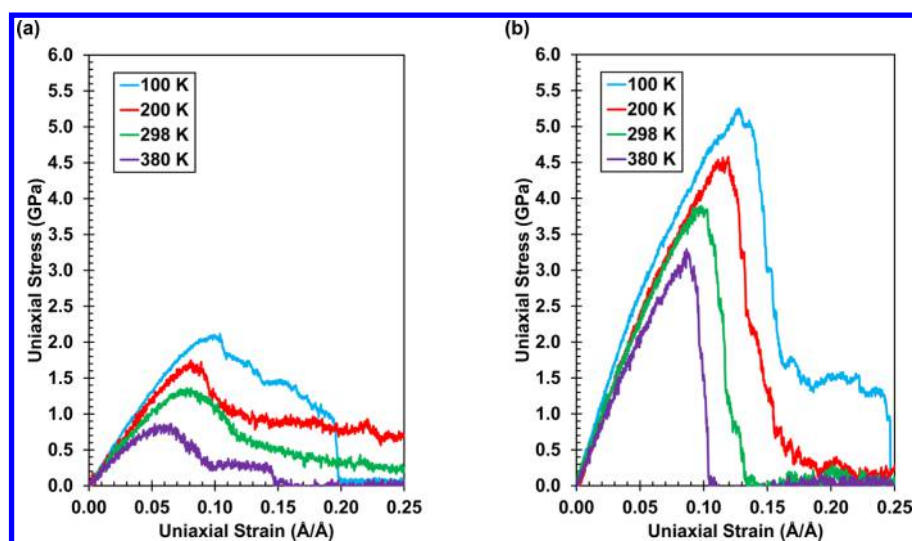 (a)
6.0
5.5
5.0
4.5
4.0
3.5
3.0
2.5
2.0
1.5
1.0
0.5
0.0
Uniaxial Stress (GPa)
100 K
200 K
298 K
380 K
0.00 0.05 0.10 0.15 0.20 0.25
Uniaxial Strain (Å/Å)
(b)
6.0
5.5
5.0
4.5
4.0
3.5
3.0
2.5
2.0
1.5
1.0
0.5
0.0
Uniaxial Stress (GPa)
100 K
200 K
298 K
380 K
0.00 0.05 0.10 0.15 0.20 0.25
Uniaxial Strain (Å/Å)